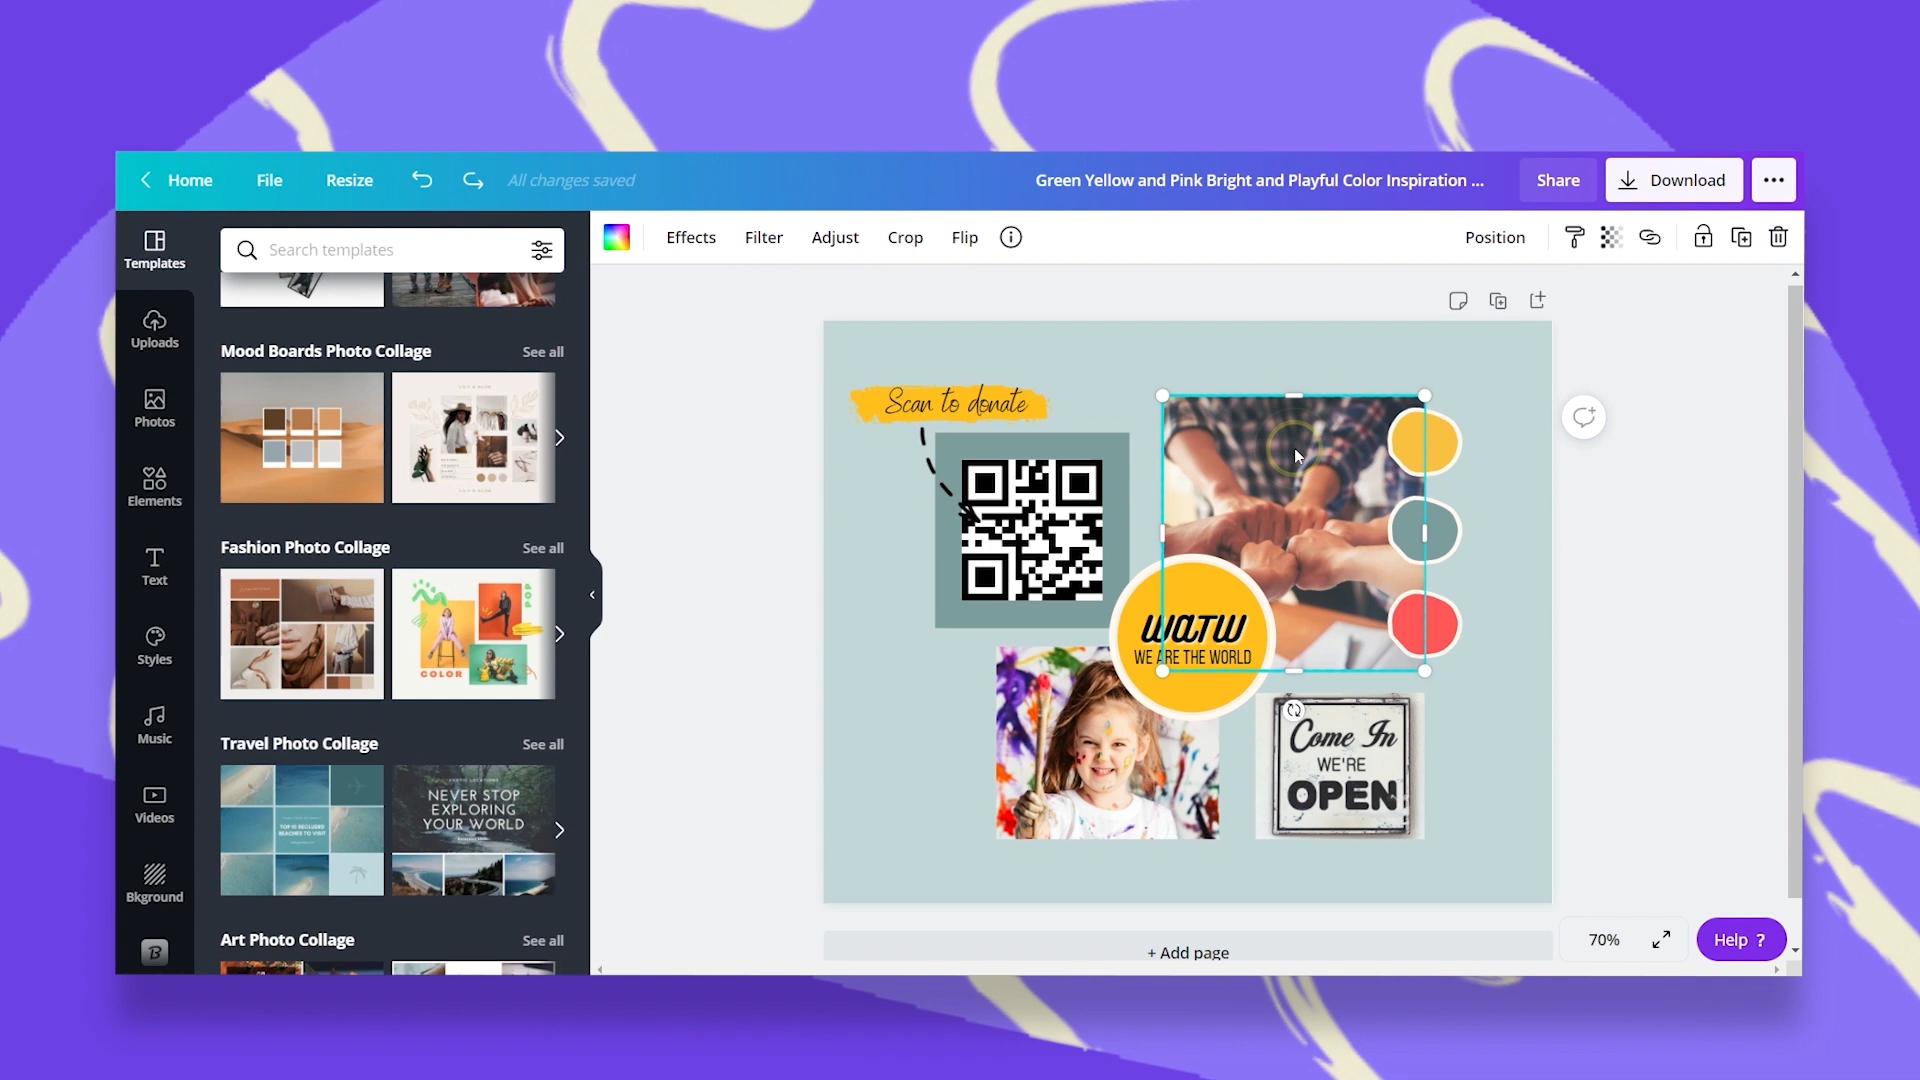 Home
File
Resize
All changes saved
Green Yellow and Pink Bright and Playful Color Inspiration ...
Share
Download
Templates
Uploads
Photos
Elements
Text
Styles
Music
Videos
Bkground
Search templates
Mood Boards Photo Collage
See all
Fashion Photo Collage
See all
POP
COLOR
Travel Photo Collage
See all
NEVER STOP
EXPLORING
YOUR WORLD
Art Photo Collage
See all
Effects
Filter
Adjust
Crop
Flip
Position
Scan to donate
WATW
WE ARE THE WORLD
Come In
WE'RE
OPEN
+ Add page
70%
Help ?